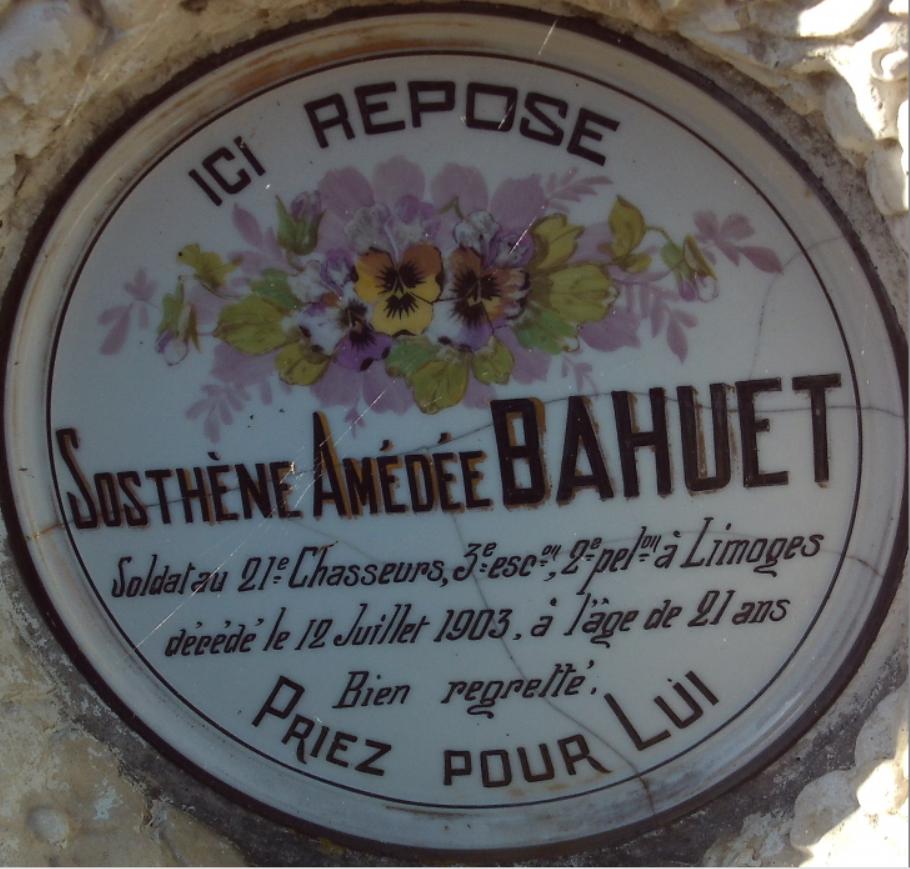 ICI REPOSE
SOSTHÈNE AMÉDÉE BAHUET
Soldat au 21e Chasseurs, 3e escon, 2e pelon à Limoges
décédé le 12 Juillet 1903, à l'âge de 21 ans
Bien regretté.
PRIEZ POUR LUI